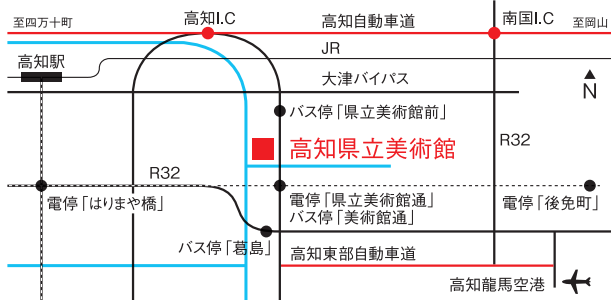 至四万十町
高知I.C
高知自動車道
南国I.C
至岡山
高知駅
JR
大津バイパス
N
バス停「県立美術館前」
高知県立美術館
R32
R32
電停「はりまや橋」
電停「県立美術館通」
バス停「美術館通」
電停「後免町」
バス停「葛島」
高知東部自動車道
高知龍馬空港